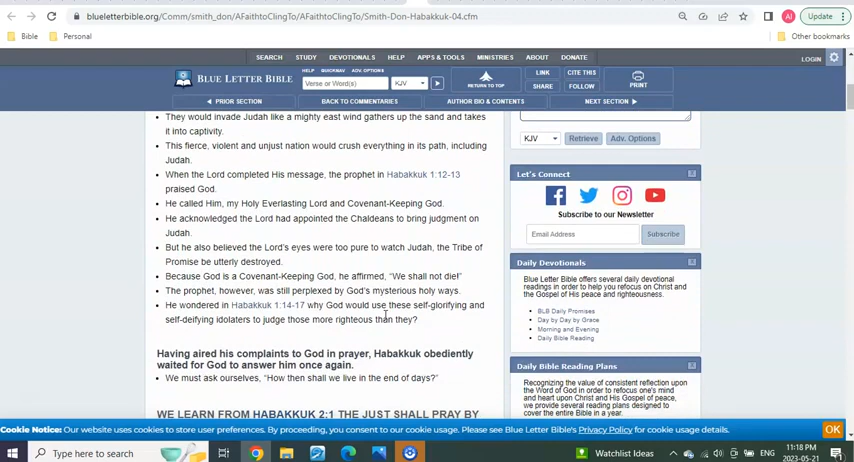 blueletterbible.org/Comm/smith_don/AFaithtoClingTo/AFaithtoClingTo/Smith-Don-Habakkuk-04.cfm
AI
Update
Bible
Personal
Other bookmarks
SEARCH STUDY DEVOTIONALS HELP APPS & TOOLS MINISTRIES ABOUT DONATE
LOGIN
BLUE LETTER BIBLE
HELP QUICKNAV ADV. OPTIONS
Verse or Word(s)
KJV
RETURN TO TOP
LINK
CITE THIS
SHARE
FOLLOW
PRINT
PRIOR SECTION
BACK TO COMMENTARIES
AUTHOR BIO & CONTENTS
NEXT SECTION
They would invade Judah like a mighty east wind gathers up the sand and takes
it into captivity.
This fierce, violent and unjust nation would crush everything in its path, including
Judah.
When the Lord completed His message, the prophet in Habakkuk 1:12-13
praised God.
He called Him, my Holy Everlasting Lord and Covenant-Keeping God.
He acknowledged the Lord had appointed the Chaldeans to bring judgment on
Judah.
But he also believed the Lord's eyes were too pure to watch Judah, the Tribe of
Promise be utterly destroyed.
Because God is a Covenant-Keeping God, he affirmed, "We shall not die!"
The prophet, however, was still perplexed by God's mysterious holy ways.
He wondered in Habakkuk 1:14-17 why God would use these self-glorifying and
self-deifying idolaters to judge those more righteous than they?
Having aired his complaints to God in prayer, Habakkuk obediently
waited for God to answer him once again.
We must ask ourselves, "How then shall we live in the end of days?"
WE LEARN FROM HABAKKUK 2:1 THE JUST SHALL PRAY BY
KJV
Retrieve
Adv. Options
Let's Connect
Subscribe to our Newsletter
Email Address
Subscribe
Daily Devotionals
Blue Letter Bible offers several daily devotional
readings in order to help you refocus on Christ and
the Gospel of His peace and righteousness.
BLB Daily Promises
Day by Day by Grace
Morning and Evening
Daily Bible Reading
Daily Bible Reading Plans
Recognizing the value of consistent reflection upon
the Word of God in order to refocus one's mind
and heart upon Christ and His Gospel of peace,
we provide several reading plans designed to
cover the entire Bible in a year.
Cookie Notice: Our website uses cookies to store user preferences. By proceeding, you consent to our cookie usage. Please see Blue Letter Bible's Privacy Policy for cookie usage details.
OK
Type here to search
Watchlist Ideas
ENG
11:18 PM
2023-05-21